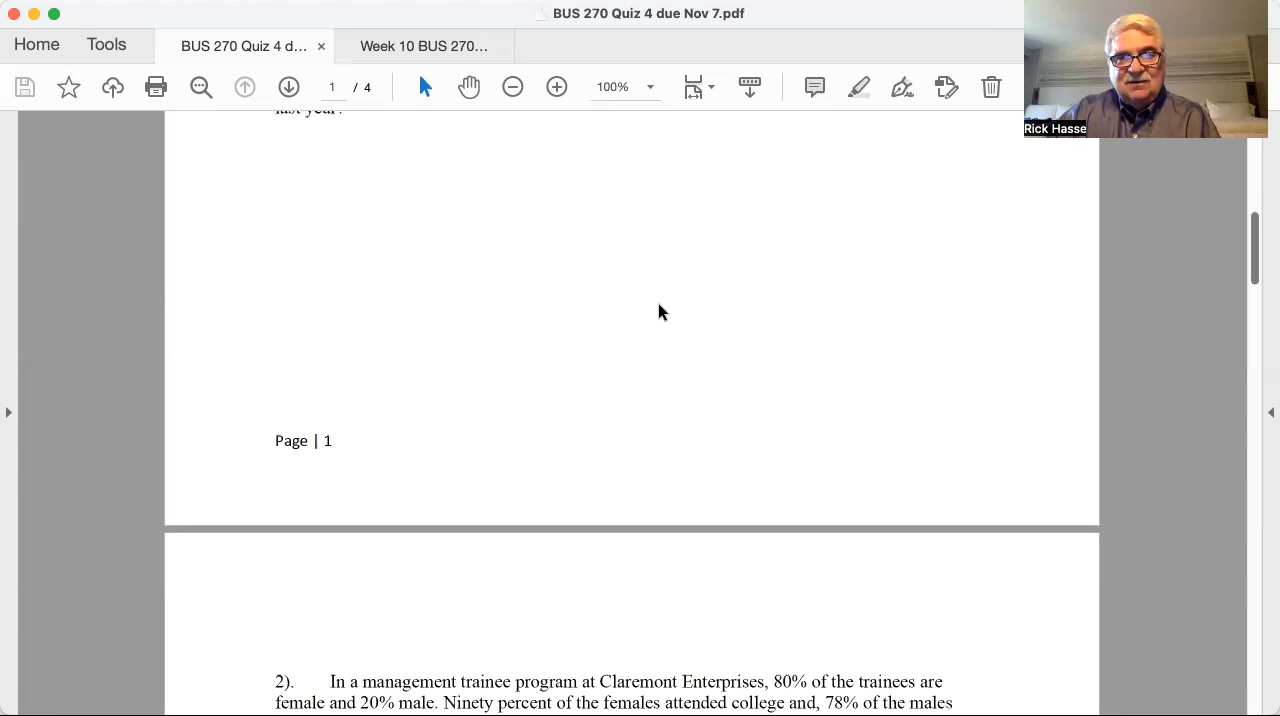 BUS 270 Quiz 4 due Nov 7.pdf
Home
Tools
BUS 270 Quiz 4 d... ×
Week 10 BUS 270...
1 / 4
100%
Rick Hasse
last year?
Page | 1
2). In a management trainee program at Claremont Enterprises, 80% of the trainees are
female and 20% male. Ninety percent of the females attended college and, 78% of the males